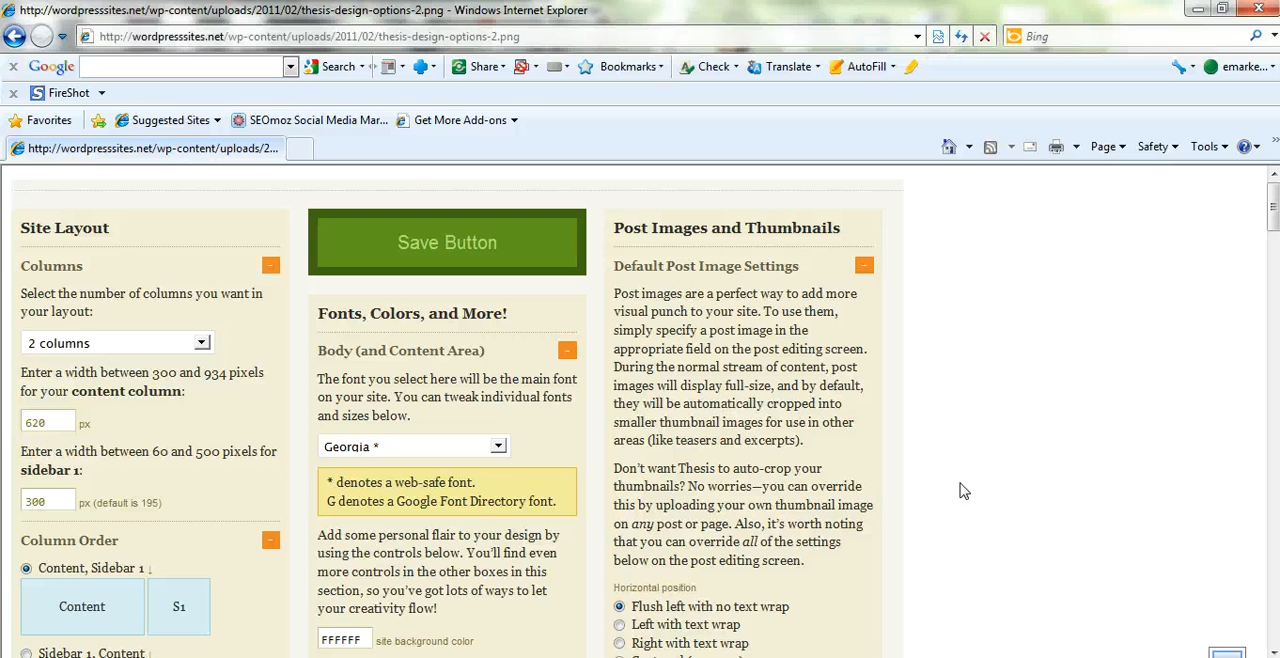 http://wordpresssites.net/wp-content/uploads/2011/02/thesis-design-options-2.png - Windows Internet Explorer
http://wordpresssites.net/wp-content/uploads/2011/02/thesis-design-options-2.png
Bing
x Google Search Share Bookmarks Check Translate AutoFill emarke...
x FireShot
Favorites Suggested Sites SEOmoz Social Media Mar... Get More Add-ons
http://wordpresssites.net/wp-content/uploads/2... Page Safety Tools
Site Layout
Columns
Select the number of columns you want in
your layout:
2 columns
Enter a width between 300 and 934 pixels
for your content column:
620 px
Enter a width between 60 and 500 pixels for
sidebar 1:
300 px (default is 195)
Column Order
Content, Sidebar 1 ↓
Content S1
Sidebar 1, Content ↓
Save Button
Fonts, Colors, and More!
Body (and Content Area)
The font you select here will be the main font
on your site. You can tweak individual fonts
and sizes below.
Georgia *
* denotes a web-safe font.
G denotes a Google Font Directory font.
Add some personal flair to your design by
using the controls below. You'll find even
more controls in the other boxes in this
section, so you've got lots of ways to let
your creativity flow!
FFFFFF site background color
Post Images and Thumbnails
Default Post Image Settings
Post images are a perfect way to add more
visual punch to your site. To use them,
simply specify a post image in the
appropriate field on the post editing screen.
During the normal stream of content, post
images will display full-size, and by default,
they will be automatically cropped into
smaller thumbnail images for use in other
areas (like teasers and excerpts).
Don't want Thesis to auto-crop your
thumbnails? No worries—you can override
this by uploading your own thumbnail image
on any post or page. Also, it's worth noting
that you can override all of the settings
below on the post editing screen.
Horizontal position
Flush left with no text wrap
Left with text wrap
Right with text wrap